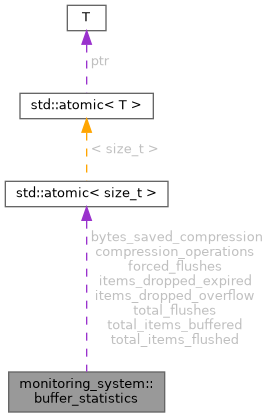 T
ptr
std::atomic< T >
< size_t >
std::atomic< size_t >
bytes_saved_compression
compression_operations
forced_flushes
items_dropped_expired
items_dropped_overflow
total_flushes
total_items_buffered
total_items_flushed
monitoring_system::
buffer_statistics